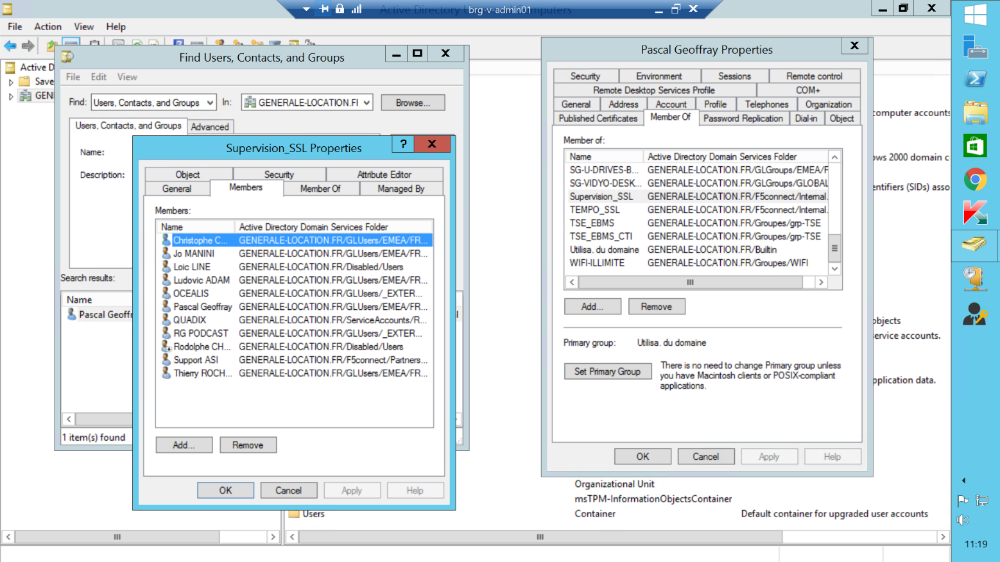 Active Directory U
brg-v-admin01
mputers
File Action View Help
Active D
Save
GEN
Find Users, Contacts, and Groups
File Edit View
Find: Users, Contacts, and Groups In: GENERALE-LOCATION.FI Browse...
Users, Contacts, and Groups Advanced
Name:
Description:
Search results:
Name
Pascal Geoffr
1 item(s) found
Supervision_SSL Properties
?
Object Security Attribute Editor
General Members Member Of Managed By
Members:
Name Active Directory Domain Services Folder
Christophe C... GENERALE-LOCATION.FR/GLUsers/EMEA/FR...
Jo MANINI GENERALE-LOCATION.FR/GLUsers/EMEA/FR...
Loic LINE GENERALE-LOCATION.FR/Disabled/Users
Ludovic ADAM GENERALE-LOCATION.FR/GLUsers/EMEA/FR...
OCEALIS GENERALE-LOCATION.FR/GLUsers/_EXTER...
Pascal Geoffray GENERALE-LOCATION.FR/GLUsers/EMEA/FR...
QUADIX GENERALE-LOCATION.FR/ServiceAccounts/R...
RG PODCAST GENERALE-LOCATION.FR/GLUsers/_EXTER...
Rodolphe CH... GENERALE-LOCATION.FR/Disabled/Users
Support ASI GENERALE-LOCATION.FR/F5connect/Partners...
Thierry ROCH... GENERALE-LOCATION.FR/GLUsers/EMEA/FR...
Add... Remove
OK Cancel Apply Help
Pascal Geoffray Properties
Security Environment Sessions Remote control
Remote Desktop Services Profile COM+
General Address Account Profile Telephones Organization
Published Certificates Member Of Password Replication Dial-in Object
Member of:
Name Active Directory Domain Services Folder
SG-U-DRIVES-B... GENERALE-LOCATION.FR/GLGroups/EMEA/F
SG-VIDYO-DESK... GENERALE-LOCATION.FR/GLGroups/GLOBAL
Supervision_SSL GENERALE-LOCATION.FR/F5connect/Internal.
TEMPO_SSL GENERALE-LOCATION.FR/F5connect/Internal.
TSE_EBMS GENERALE-LOCATION.FR/Groupes/grp-TSE
TSE_EBMS_CTI GENERALE-LOCATION.FR/Groupes/grp-TSE
Utilisa. du domaine GENERALE-LOCATION.FR/Builtin
WIFI-ILLIMITE GENERALE-LOCATION.FR/Groupes/WIFI
Add... Remove
Primary group: Utilisa. du domaine
Set Primary Group
There is no need to change Primary group unless
you have Macintosh clients or POSIX-compliant
applications.
OK Cancel Apply Help
computer accounts
ows 2000 domain c
entifiers (SIDs) asso
objects
ervice accounts.
pplication data.
Organizational Unit
msTPM-InformationObjectsContainer
Users Container Default container for upgraded user accounts
11:19